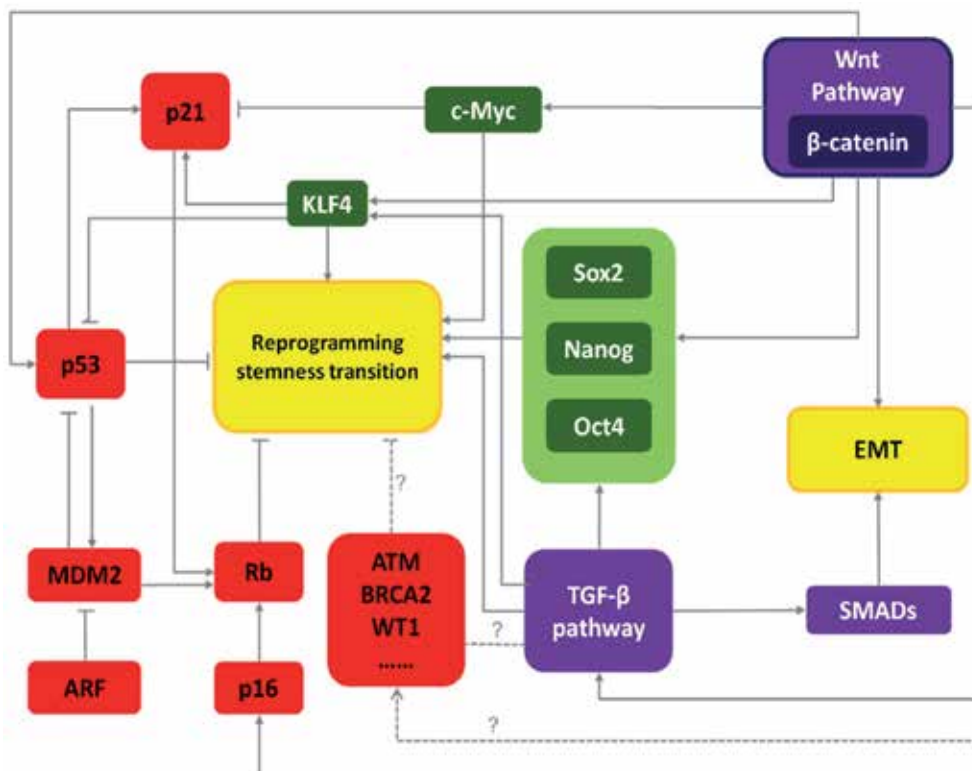 Wnt
Pathway
β-catenin
p21
c-Myc
KLF4
Sox2
Nanog
Oct4
Reprogramming
stemness transition
p53
EMT
?
MDM2
Rb
ATM
BRCA2
WT1
......
TGF-β
pathway
SMADs
?
ARF
p16
?